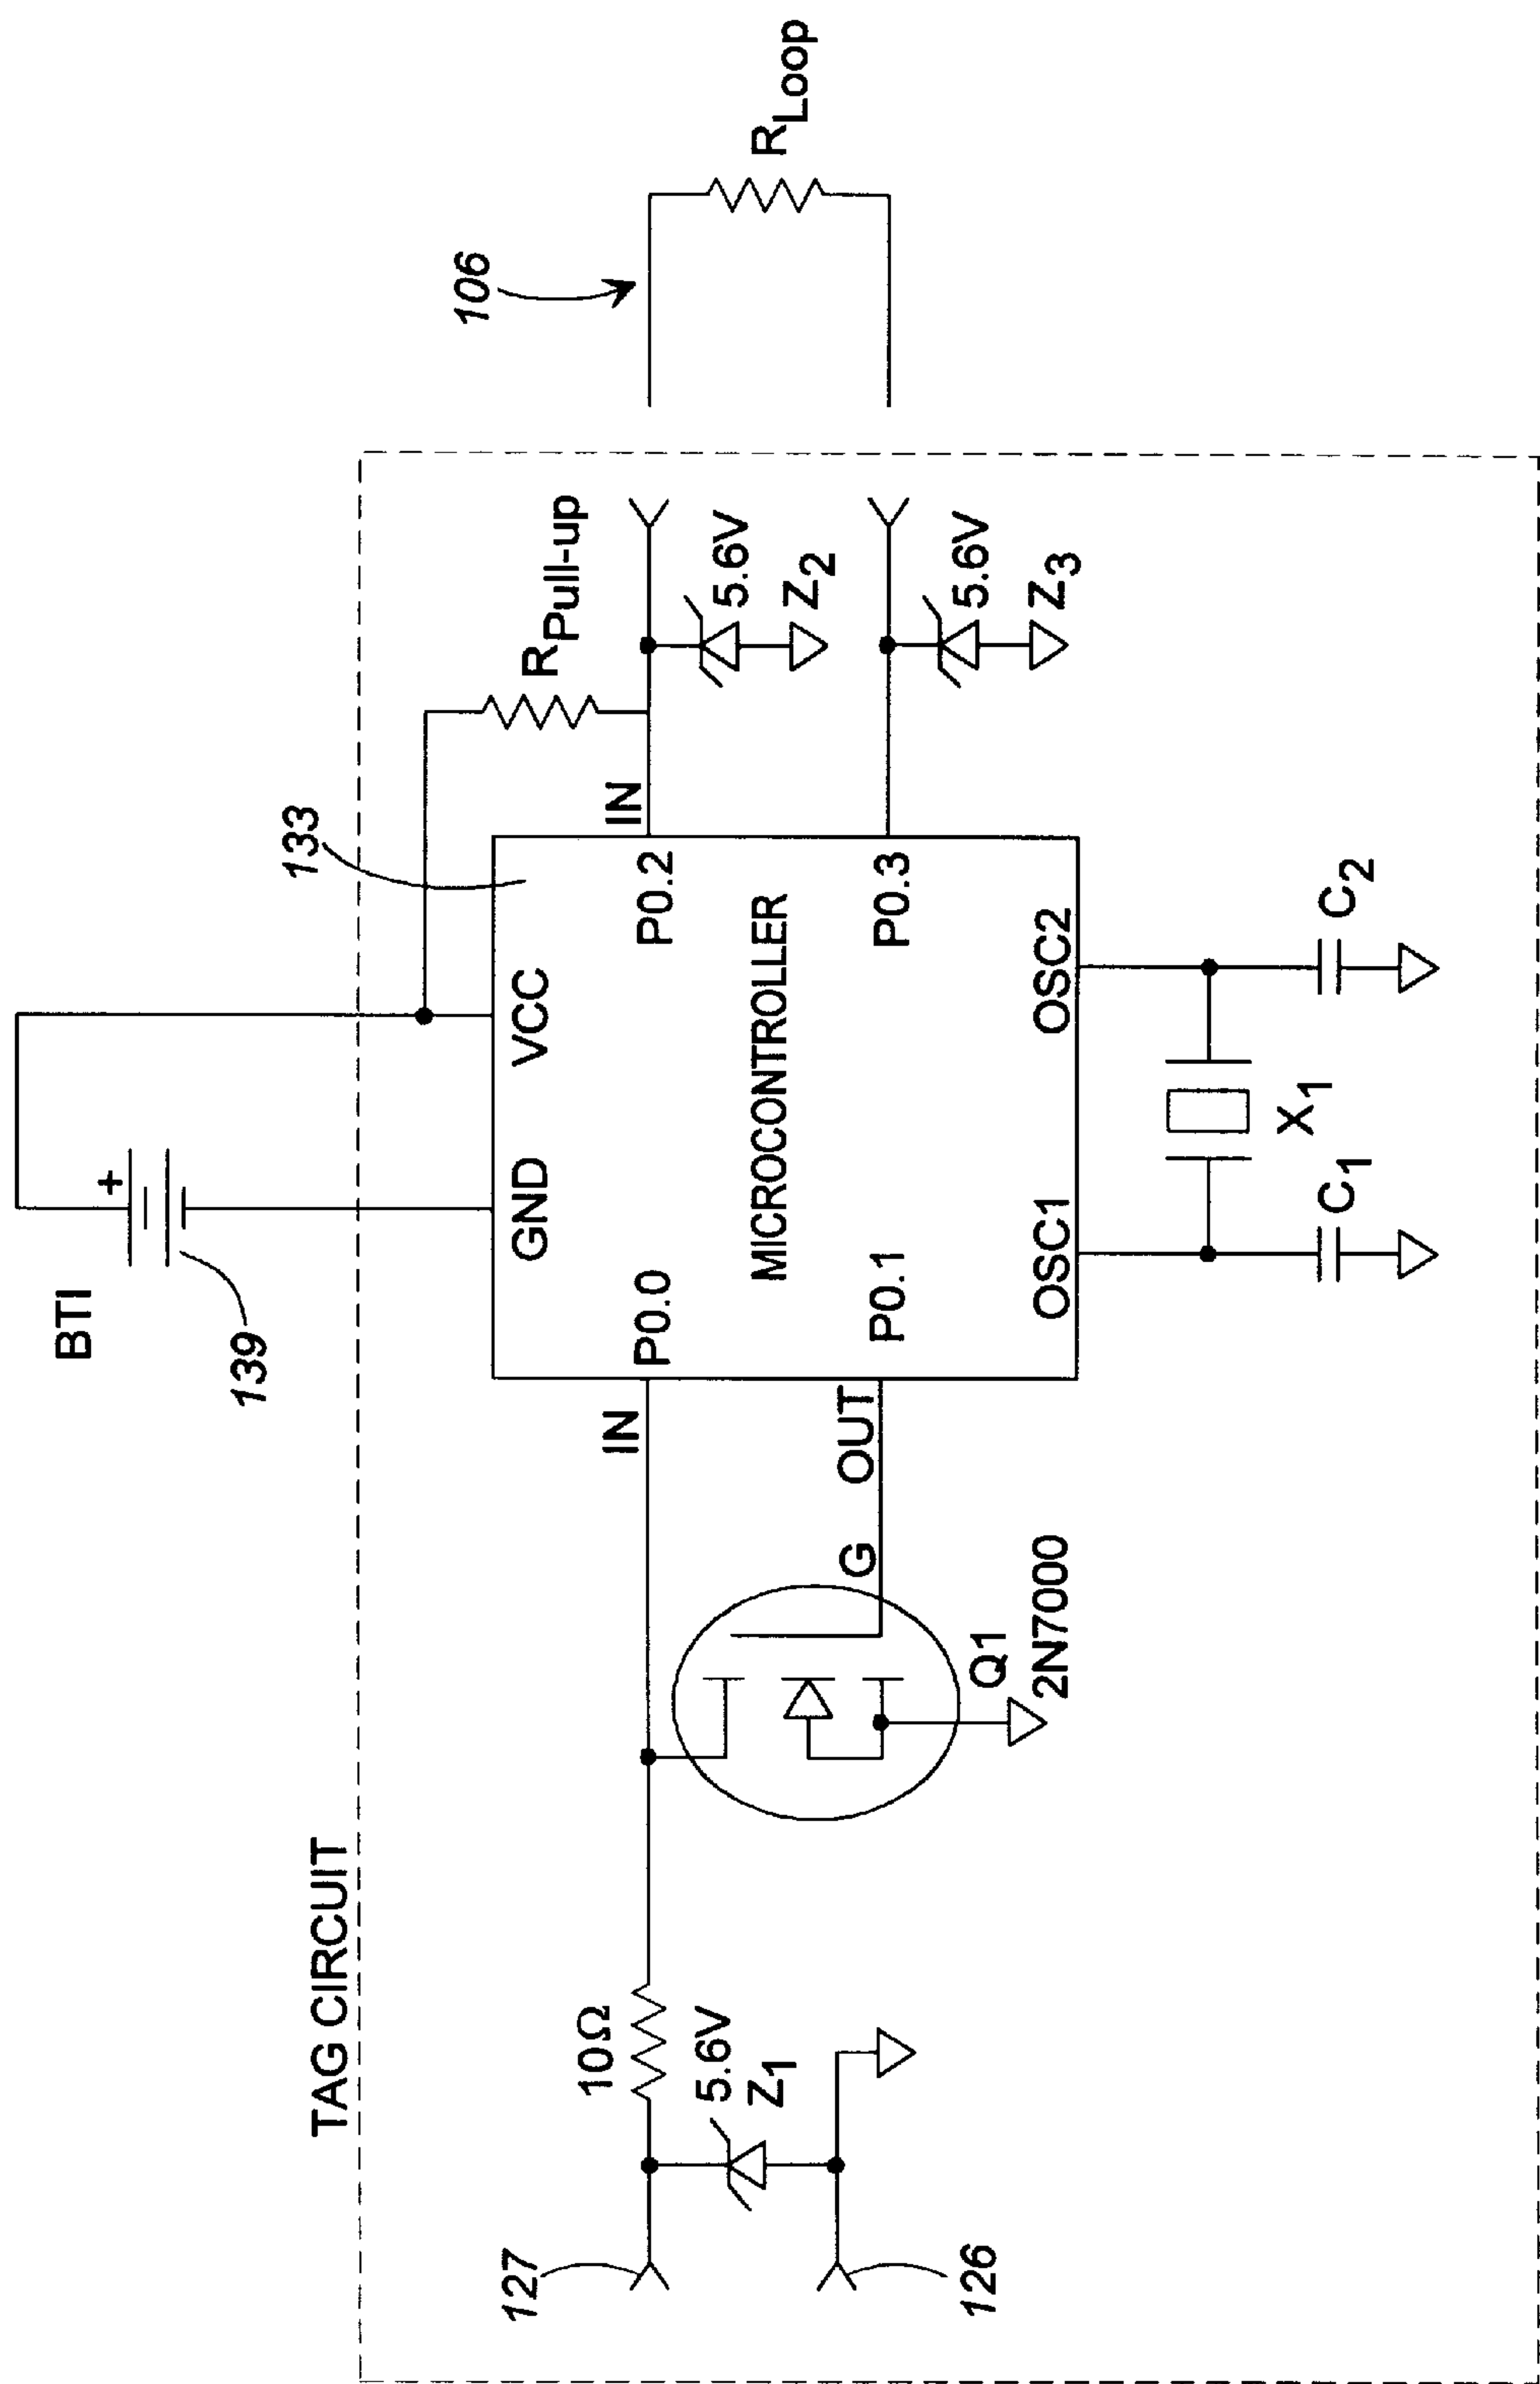 TAG CIRCUIT
BTI
139
133
106
127
126
10Ω
5.6V
Z1
IN
G
OUT
Q1
2N7000
P0.0
P0.1
GND
VCC
MICROCONTROLLER
P0.2
P0.3
OSC1
OSC2
IN
RPull-up
5.6V
Z2
5.6V
Z3
RLoop
X1
C1
C2
+